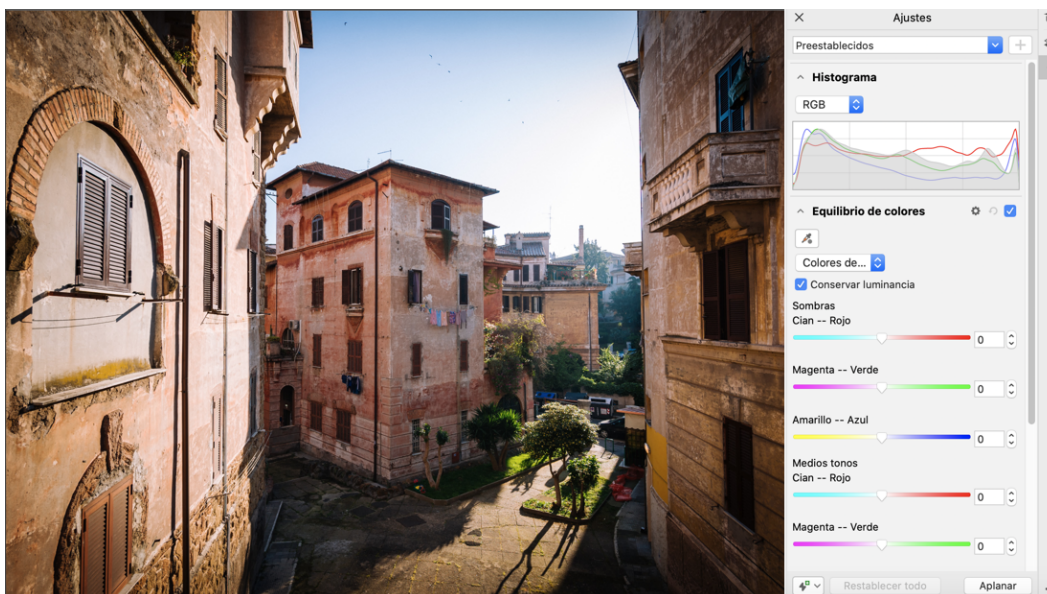 Ajustes
Preestablecidos
Histograma
RGB
Equilibrio de colores
Colores de...
Conservar luminancia
Sombras
Cian -- Rojo
0
Magenta -- Verde
0
Amarillo -- Azul
0
Medios tonos
Cian -- Rojo
0
Magenta -- Verde
0
Restablecer todo
Aplanar